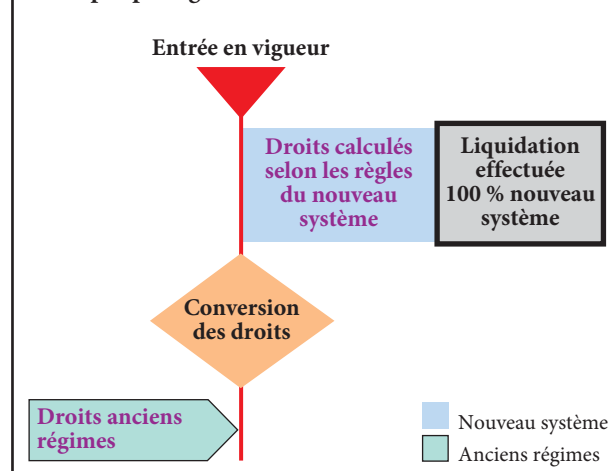 Entrée en vigueur
Droits calculés
selon les règles
du nouveau
système
Liquidation
effectuée
100 % nouveau
système
Conversion
des droits
Droits anciens
régimes
Nouveau système
Anciens régimes